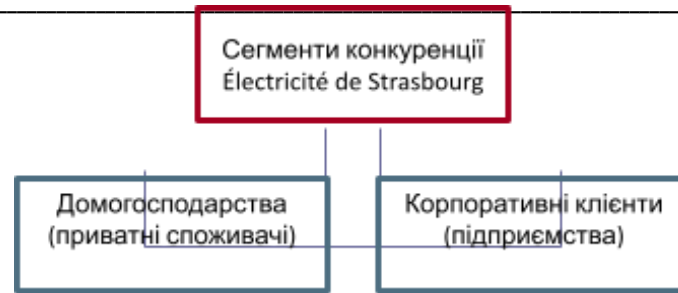 Сегменти конкуренції
Électricité de Strasbourg
Домогосподарства
(приватні споживачі)
Корпоративні клієнти
(підприємства)